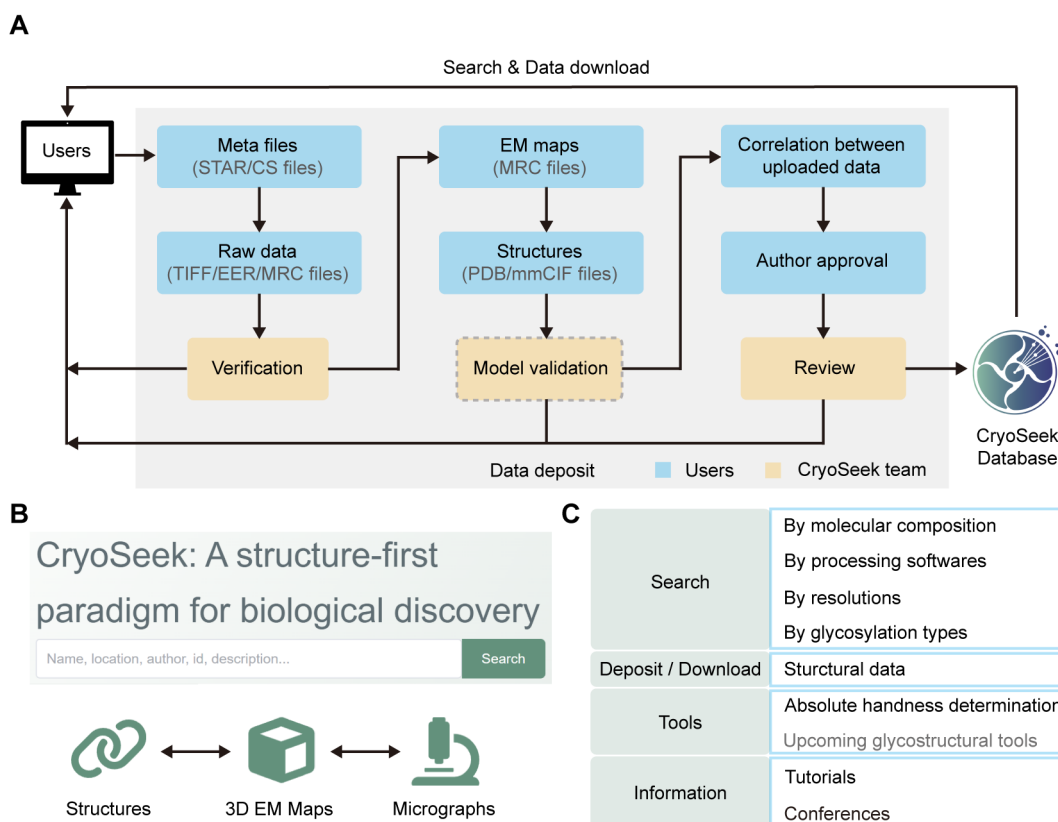 A
Search & Data download
Users
Meta files
(STAR/CS files)
EM maps
(MRC files)
Correlation between
uploaded data
Raw data
(TIFF/EER/MRC files)
Structures
(PDB/mmCIF files)
Author approval
Verification
Model validation
Review
CryoSeek
Database
Data deposit
Users
CryoSeek team
B
CryoSeek: A structure-first
paradigm for biological discovery
Name, location, author, id, description...
Search
Structures
3D EM Maps
Micrographs
C
Search
By molecular composition
By processing softwares
By resolutions
By glycosylation types
Deposit / Download
Sturctural data
Tools
Absolute handness determination
Upcoming glycostructural tools
Information
Tutorials
Conferences